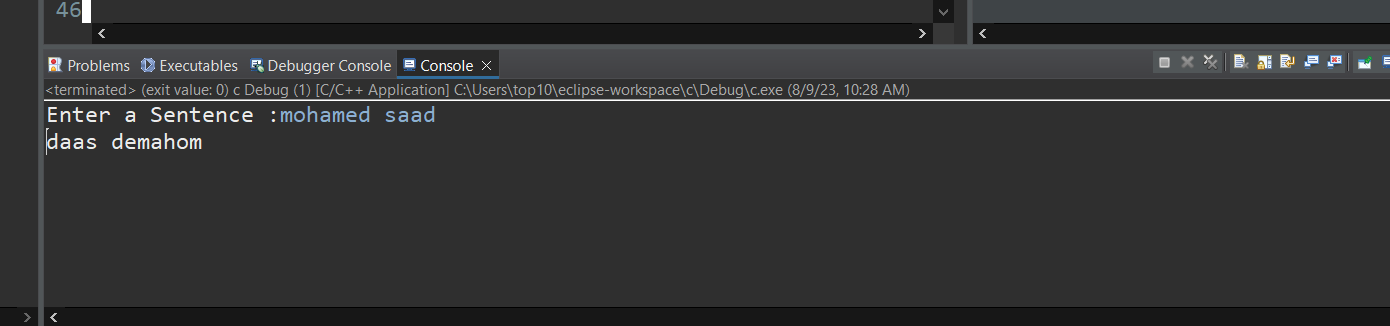 46
Problems Executables Debugger Console Console
<terminated> (exit value: 0) c Debug (1) [C/C++ Application] C:\Users\top10\eclipse-workspace\c\Debug\c.exe (8/9/23, 10:28 AM)
Enter a Sentence :mohamed saad
daas demahom